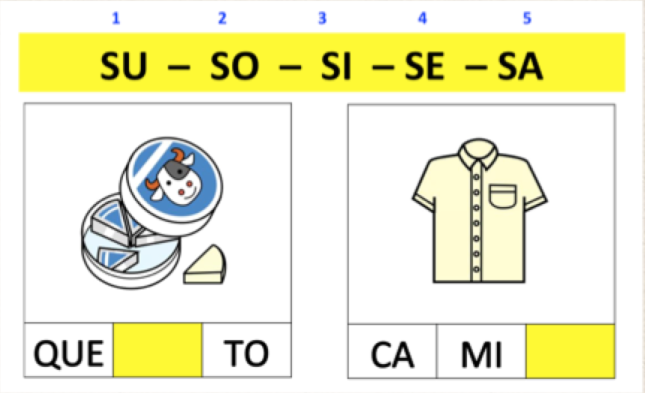 1 2 3 4 5
SU – SO – SI – SE – SA
QUE TO
CA MI